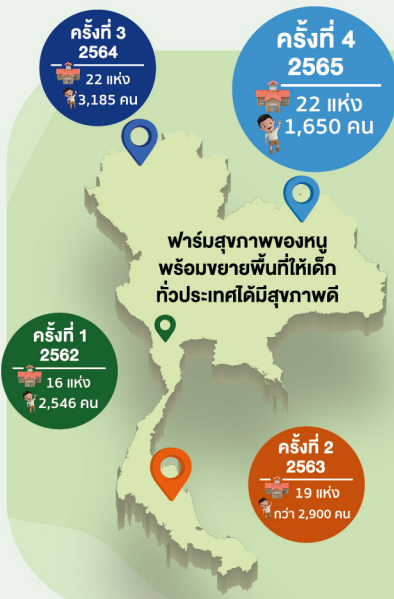 ครั้งที่ 3
2564
22 แห่ง
3,185 คน
ครั้งที่ 4
2565
22 แห่ง
1,650 คน
ฟาร์มสุขภาพของหนู
พร้อมขยายพื้นที่ให้เด็ก
ทั่วประเทศได้มีสุขภาพดี
ครั้งที่ 1
2562
16 แห่ง
2,546 คน
ครั้งที่ 2
2563
19 แห่ง
กว่า 2,900 คน